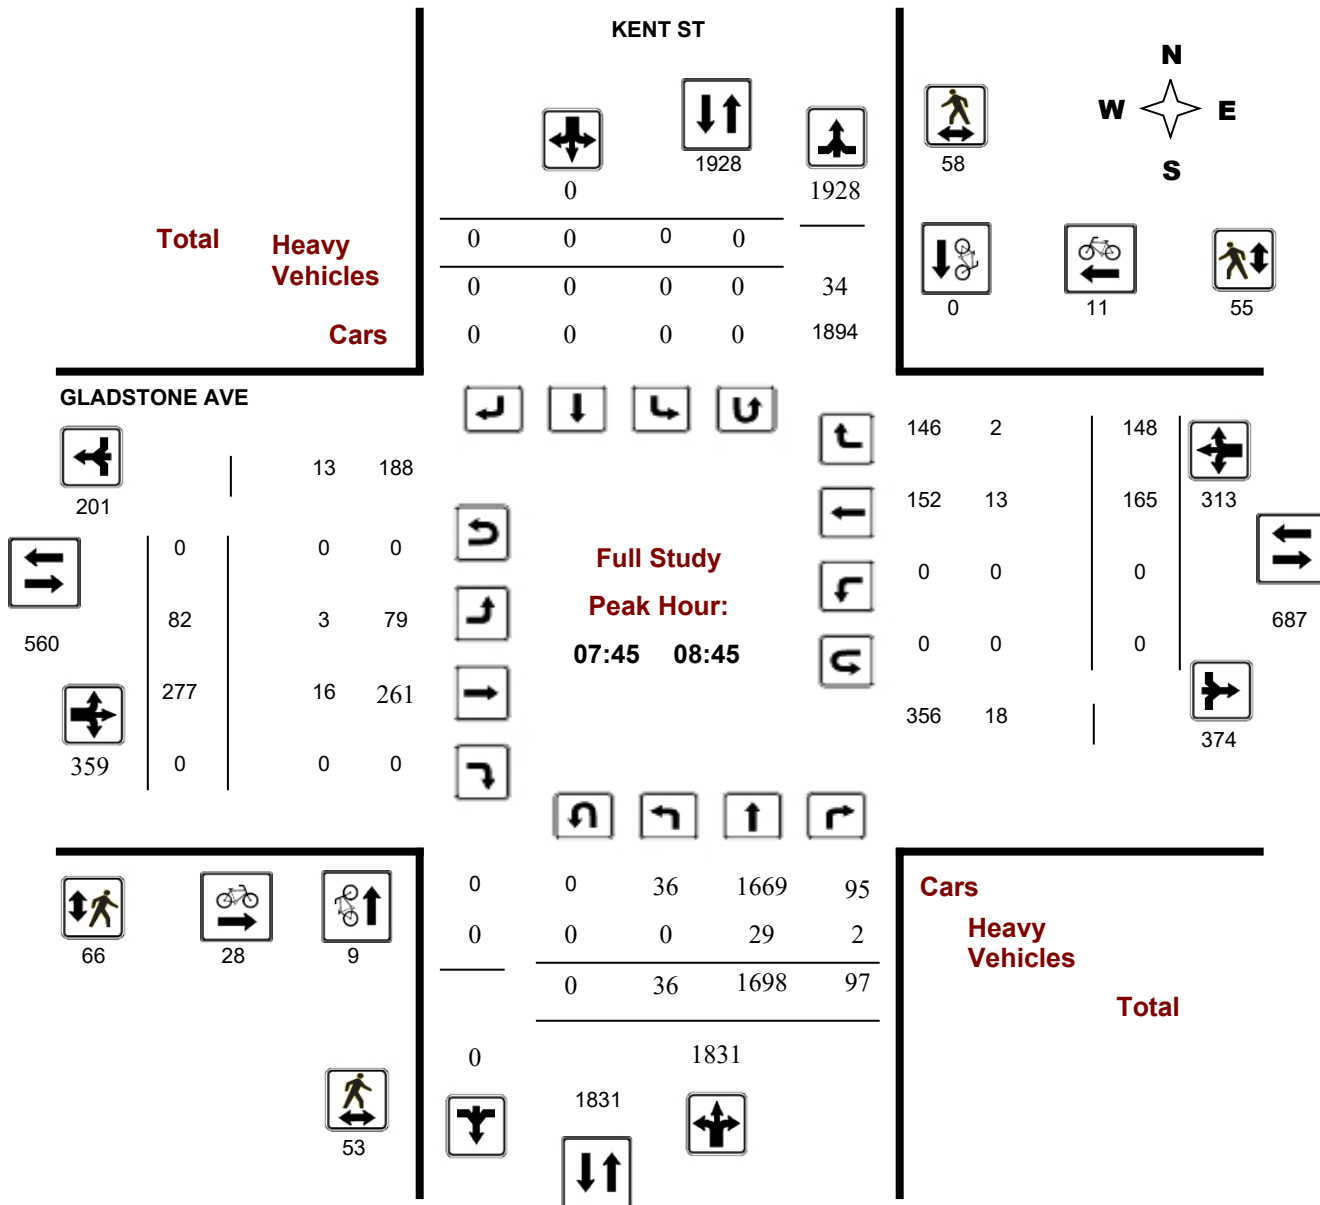 KENT ST
N
W E
S
1928
58
0 1928
Total Heavy
Vehicles
Cars
0 0 0 0
0 0 0 0 34
0 0 0 0 1894
0 11 55
GLADSTONE AVE
201
13 188
0 0 0
560
82 3 79
277 16 261
359
0 0 0
Full Study
Peak Hour:
07:45 08:45
146 2 148
152 13 165 313
0 0 0
687
0 0 0
356 18
374
66 28 9
53
0 0 36 1669 95
0 0 0 29 2
0 36 1698 97
0 1831
1831
Cars
Heavy
Vehicles
Total